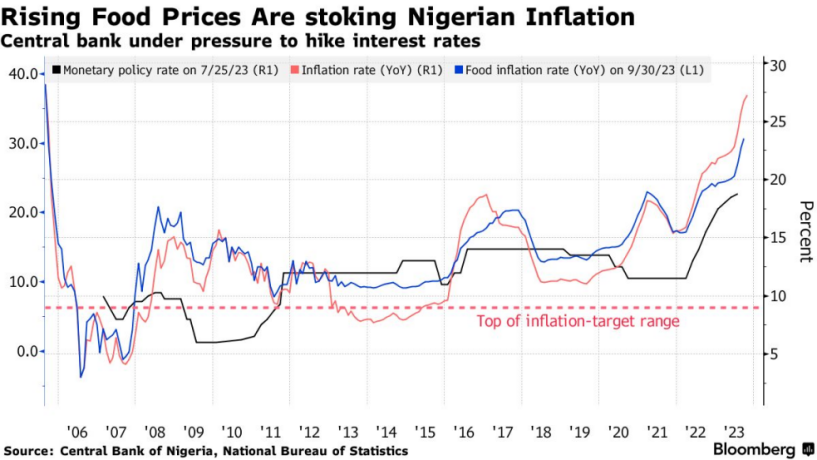 Rising Food Prices Are stoking Nigerian Inflation
Central bank under pressure to hike interest rates
Monetary policy rate on 7/25/23 (R1) Inflation rate (YoY) (R1) Food inflation rate (YoY) on 9/30/23 (L1)
40.0
30.0
20.0
10.0
0.0
30
25
20
15
10
5
Percent
Top of inflation-target range
'06 '07 '08 '09 '10 '11 '12 '13 '14 '15 '16 '17 '18 '19 '20 '21 '22 '23
Source: Central Bank of Nigeria, National Bureau of Statistics
Bloomberg